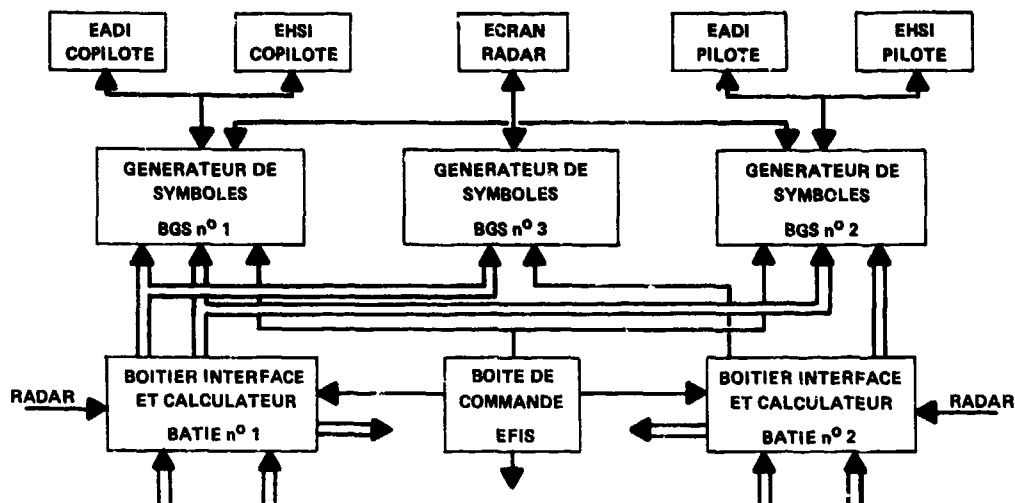 EADI
COPILOTE
EHSI
COPILOTE
ECRAN
RADAR
EADI
PILOTE
EHSI
PILOTE
GENERATEUR DE
SYMBOLES
BGS nº 1
GENERATEUR DE
SYMBOLES
BGS nº 3
GENERATEUR DE
SYMBOLES
BGS nº 2
RADAR
BOITIER INTERFACE
ET CALCULATEUR
BATIE nº 1
BOITE DE
COMMANDE
EFIS
BOITIER INTERFACE
ET CALCULATEUR
BATIE nº 2
RADAR